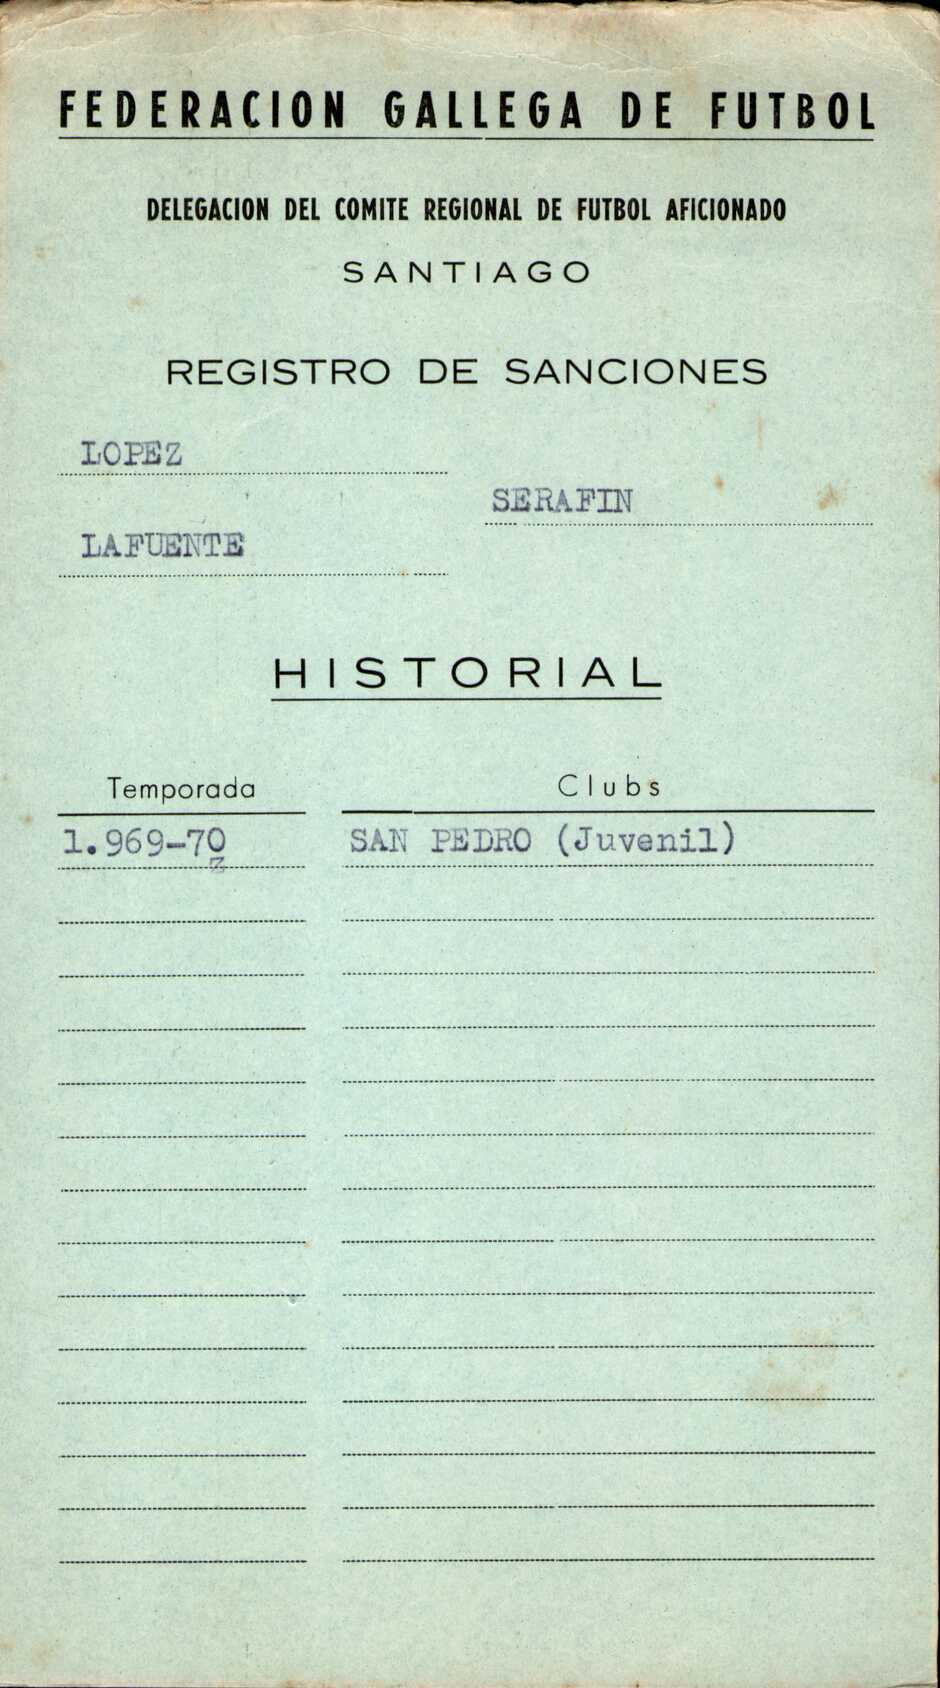 FEDERACION GALLEGA DE FUTBOL
DELEGACION DEL COMITE REGIONAL DE FUTBOL AFICIONADO
SANTIAGO
REGISTRO DE SANCIONES
LOPEZ
SERAFIN
LAFUENTE
HISTORIAL
Temporada Clubs
1.969-70 SAN PEDRO (Juvenil)
z